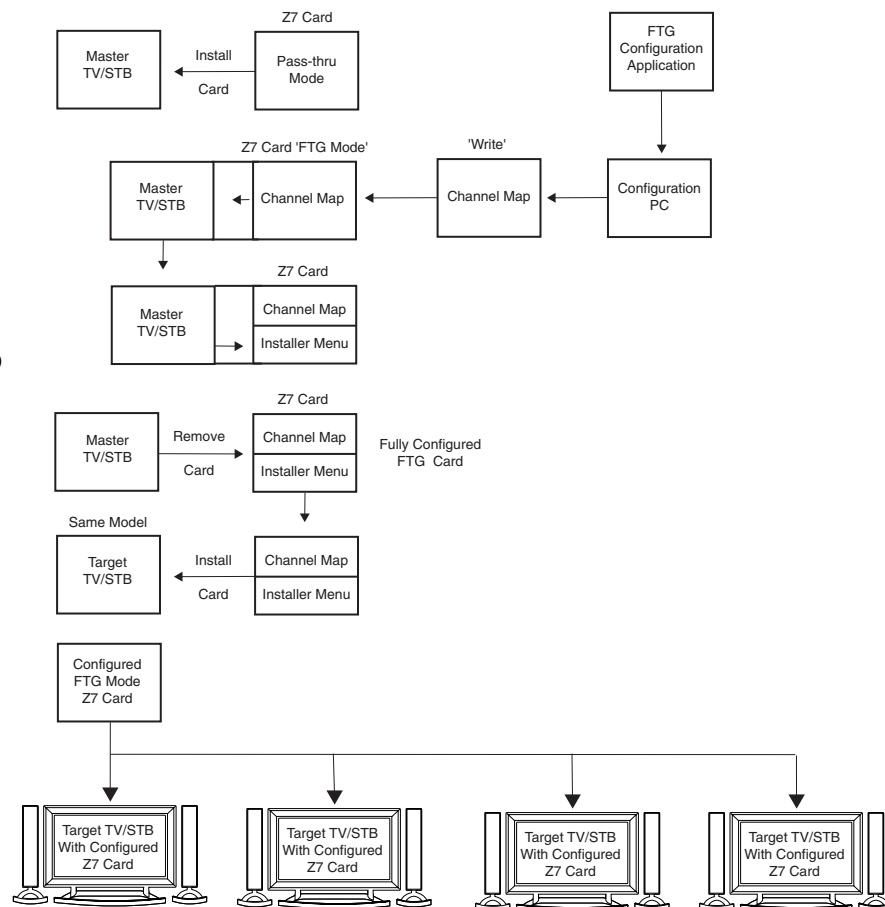 Z7 Card
Master
TV/STB
Install
Card
Pass-thru
Mode
FTG
Configuration
Application
Z7 Card 'FTG Mode'
'Write'
Master
TV/STB
Channel Map
Channel Map
Configuration
PC
Z7 Card
Master
TV/STB
Channel Map
Installer Menu
Z7 Card
Master
TV/STB
Remove
Card
Channel Map
Installer Menu
Fully Configured
FTG Card
Same Model
Target
TV/STB
Install
Card
Channel Map
Installer Menu
Configured
FTG Mode
Z7 Card
Target TV/STB
With Configured
Z7 Card
Target TV/STB
With Configured
Z7 Card
Target TV/STB
With Configured
Z7 Card
Target TV/STB
With Configured
Z7 Card